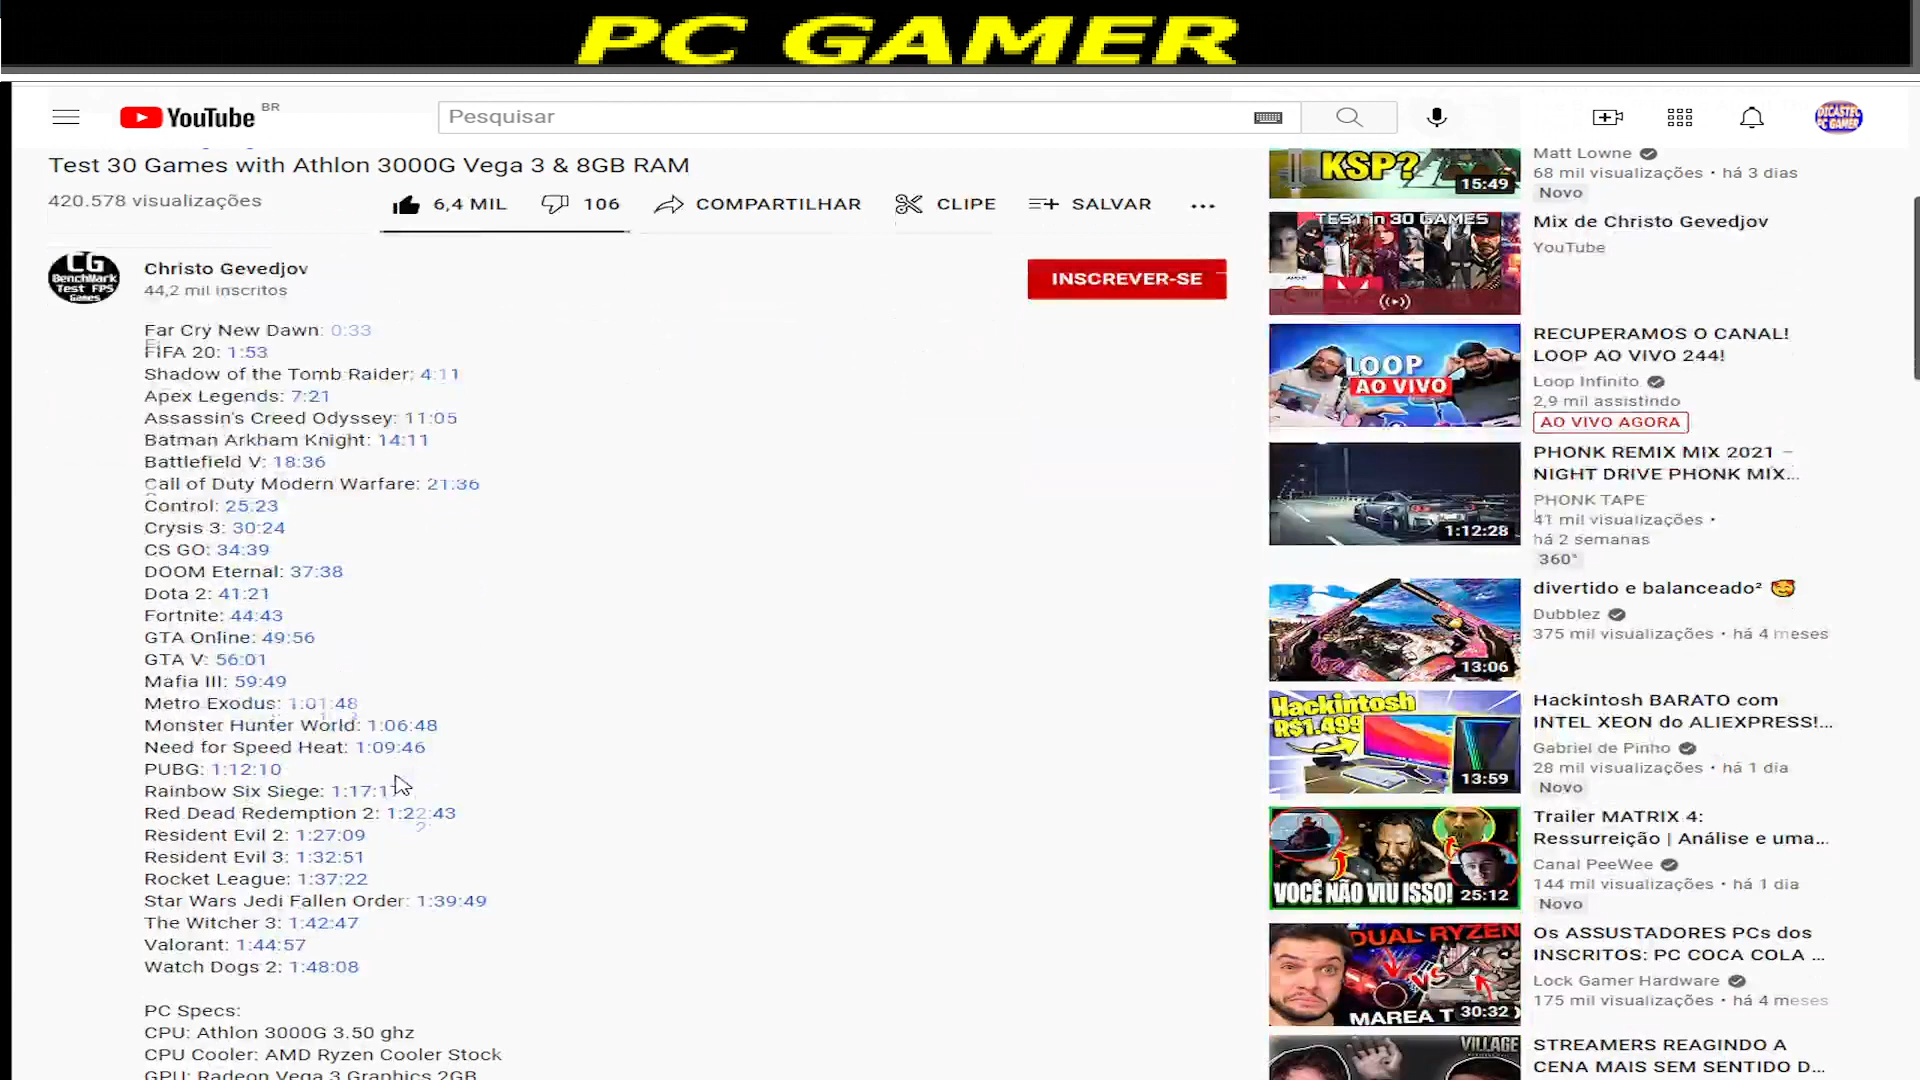 PC GAMER
YouTube BR
Pesquisar
Test 30 Games with Athlon 3000G Vega 3 & 8GB RAM
420.578 visualizações
6,4 MIL
106
COMPARTILHAR
CLIPE
SALVAR
CG
BenchMark
Test FPS
Games
Christo Gevedjov
44,2 mil inscritos
INSCREVER-SE
Far Cry New Dawn: 0:33
FIFA 20: 1:53
Shadow of the Tomb Raider: 4:11
Apex Legends: 7:21
Assassin's Creed Odyssey: 11:05
Batman Arkham Knight: 14:11
Battlefield V: 18:36
Call of Duty Modern Warfare: 21:36
Control: 25:23
Crysis 3: 30:24
CS GO: 34:39
DOOM Eternal: 37:38
Dota 2: 41:21
Fortnite: 44:43
GTA Online: 49:56
GTA V: 56:01
Mafia III: 59:49
Metro Exodus: 1:01:48
Monster Hunter World: 1:06:48
Need for Speed Heat: 1:09:46
PUBG: 1:12:10
Rainbow Six Siege:
Red Dead Redemption 2: 1:22:43
Resident Evil 2: 1:27:09
Resident Evil 3: 1:32:51
Rocket League: 1:37:22
Star Wars Jedi Fallen Order: 1:39:49
The Witcher 3: 1:42:47
Valorant: 1:44:57
Watch Dogs 2: 1:48:08
PC Specs:
CPU: Athlon 3000G 3.50 ghz
CPU Cooler: AMD Ryzen Cooler Stock
GPU: Radeon Vega 3 Graphics 2GB
DICASTEC
PC GAMER
KSP?
15:49
Matt Lowne
68 mil visualizações • há 3 dias
Novo
TEST in 30 GAMES
Mix de Christo Gevedjov
YouTube
LOOP
AO VIVO
RECUPERAMOS O CANAL!
LOOP AO VIVO 244!
Loop Infinito
2,9 mil assistindo
AO VIVO AGORA
1:12:28
PHONK REMIX MIX 2021 –
NIGHT DRIVE PHONK MIX...
PHONK TAPE
41 mil visualizações •
há 2 semanas
360°
13:06
divertido e balanceado² 🥰
Dubblez
375 mil visualizações • há 4 meses
Hackintosh
R$1.499
13:59
Hackintosh BARATO com
INTEL XEON do ALIEXPRESS!...
Gabriel de Pinho
28 mil visualizações • há 1 dia
Novo
VOCÊ NÃO VIU ISSO!
25:12
Trailer MATRIX 4:
Ressurreição | Análise e uma...
Canal PeeWee
144 mil visualizações • há 1 dia
Novo
DUAL RYZEN
VS
MAREA T
30:32
Os ASSUSTADORES PCs dos
INSCRITOS: PC COCA COLA ...
Lock Gamer Hardware
175 mil visualizações • há 4 meses
VILLAGE
STREAMERS REAGINDO A
CENA MAIS SEM SENTIDO D...